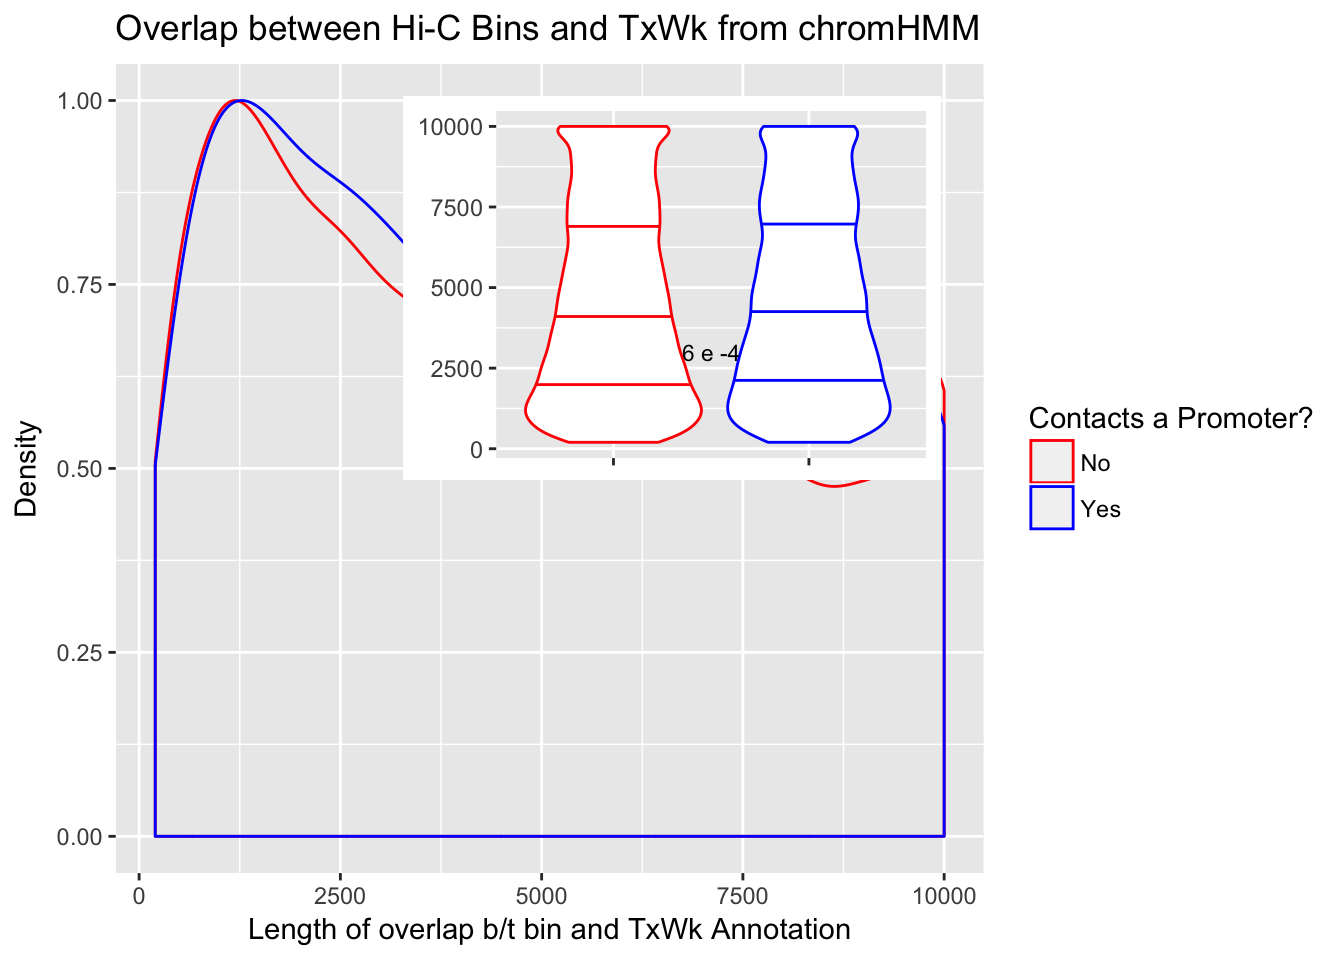 Overlap between Hi-C Bins and TxWk from chromHMM
1.00
0.75
0.50
0.25
0.00
Density
10000
7500
5000
2500
0
6 e -4
0
2500
5000
7500
10000
Length of overlap b/t bin and TxWk Annotation
Contacts a Promoter?
No
Yes